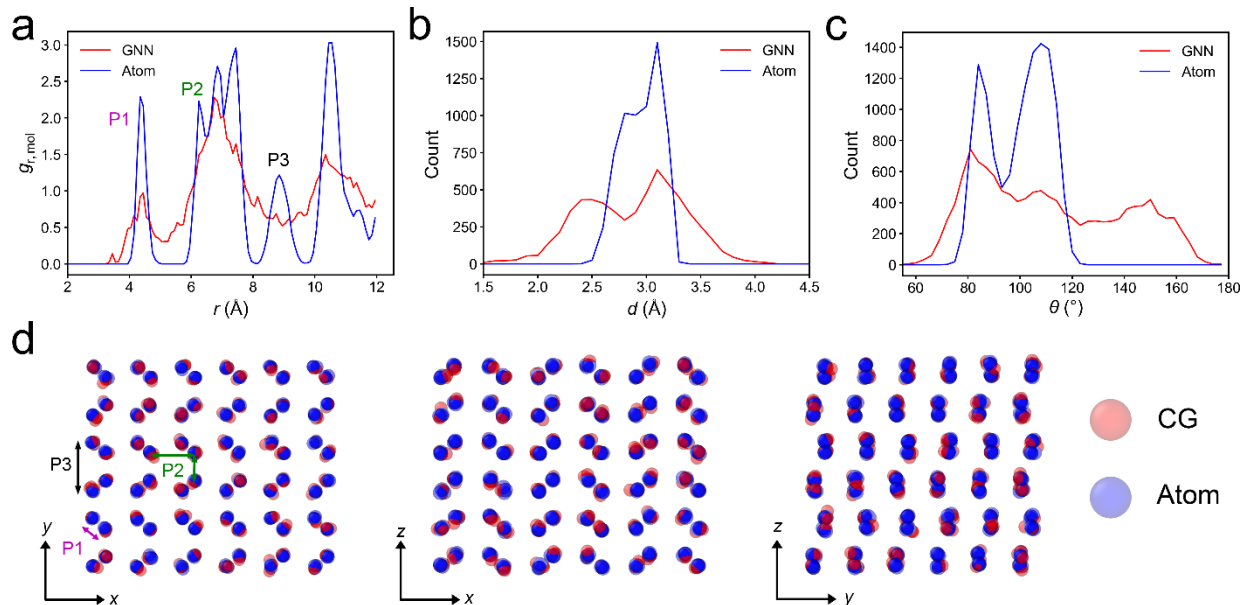 a
3.0
2.5
2.0
1.5
1.0
0.5
0.0
g r, mol
GNN
Atom
P1
P2
P3
2 4 6 8 10 12
r (Å)
b
1500
1250
1000
750
500
250
0
Count
GNN
Atom
1.5 2.0 2.5 3.0 3.5 4.0 4.5
d (Å)
c
1400
1200
1000
800
600
400
200
0
Count
GNN
Atom
60 80 100 120 140 160 180
θ (°)
d
P3
P2
P1
y
x
z
x
z
y
CG
Atom